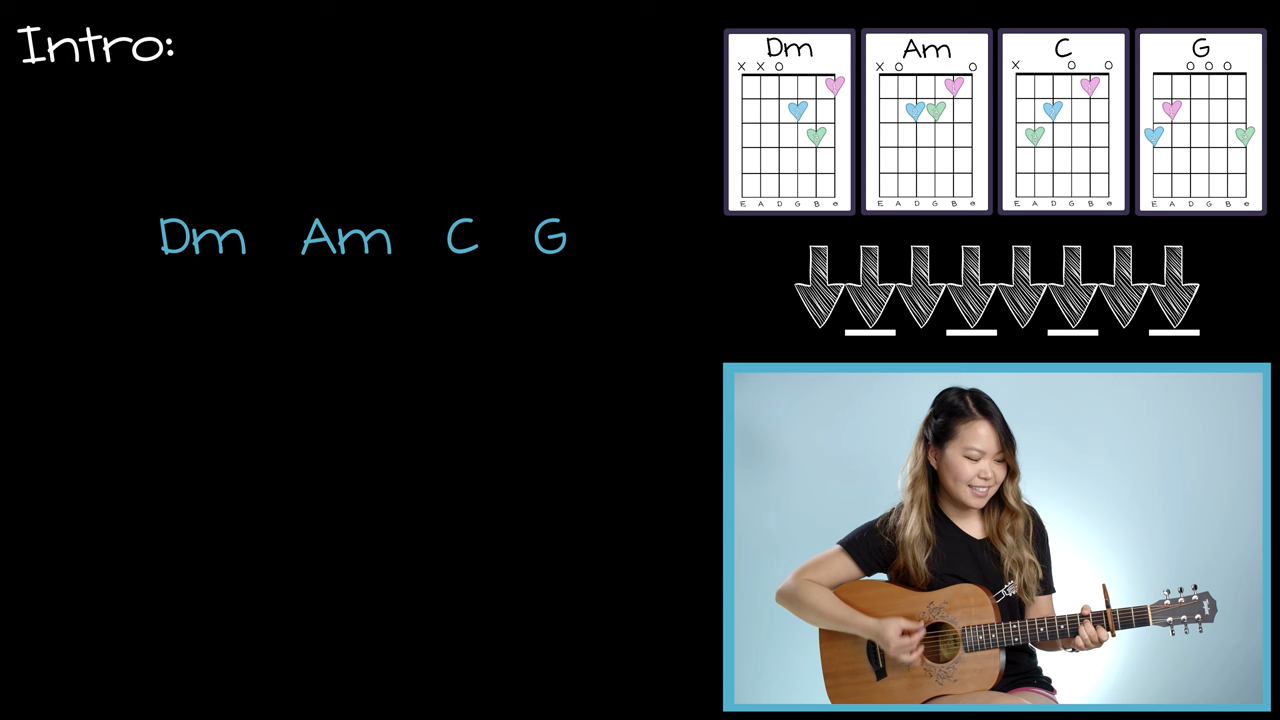 Intro:
Dm Am C G
Dm
X X O
E A D G B e
Am
X O O
E A D G B e
C
X O O
E A D G B e
G
O O O
E A D G B e